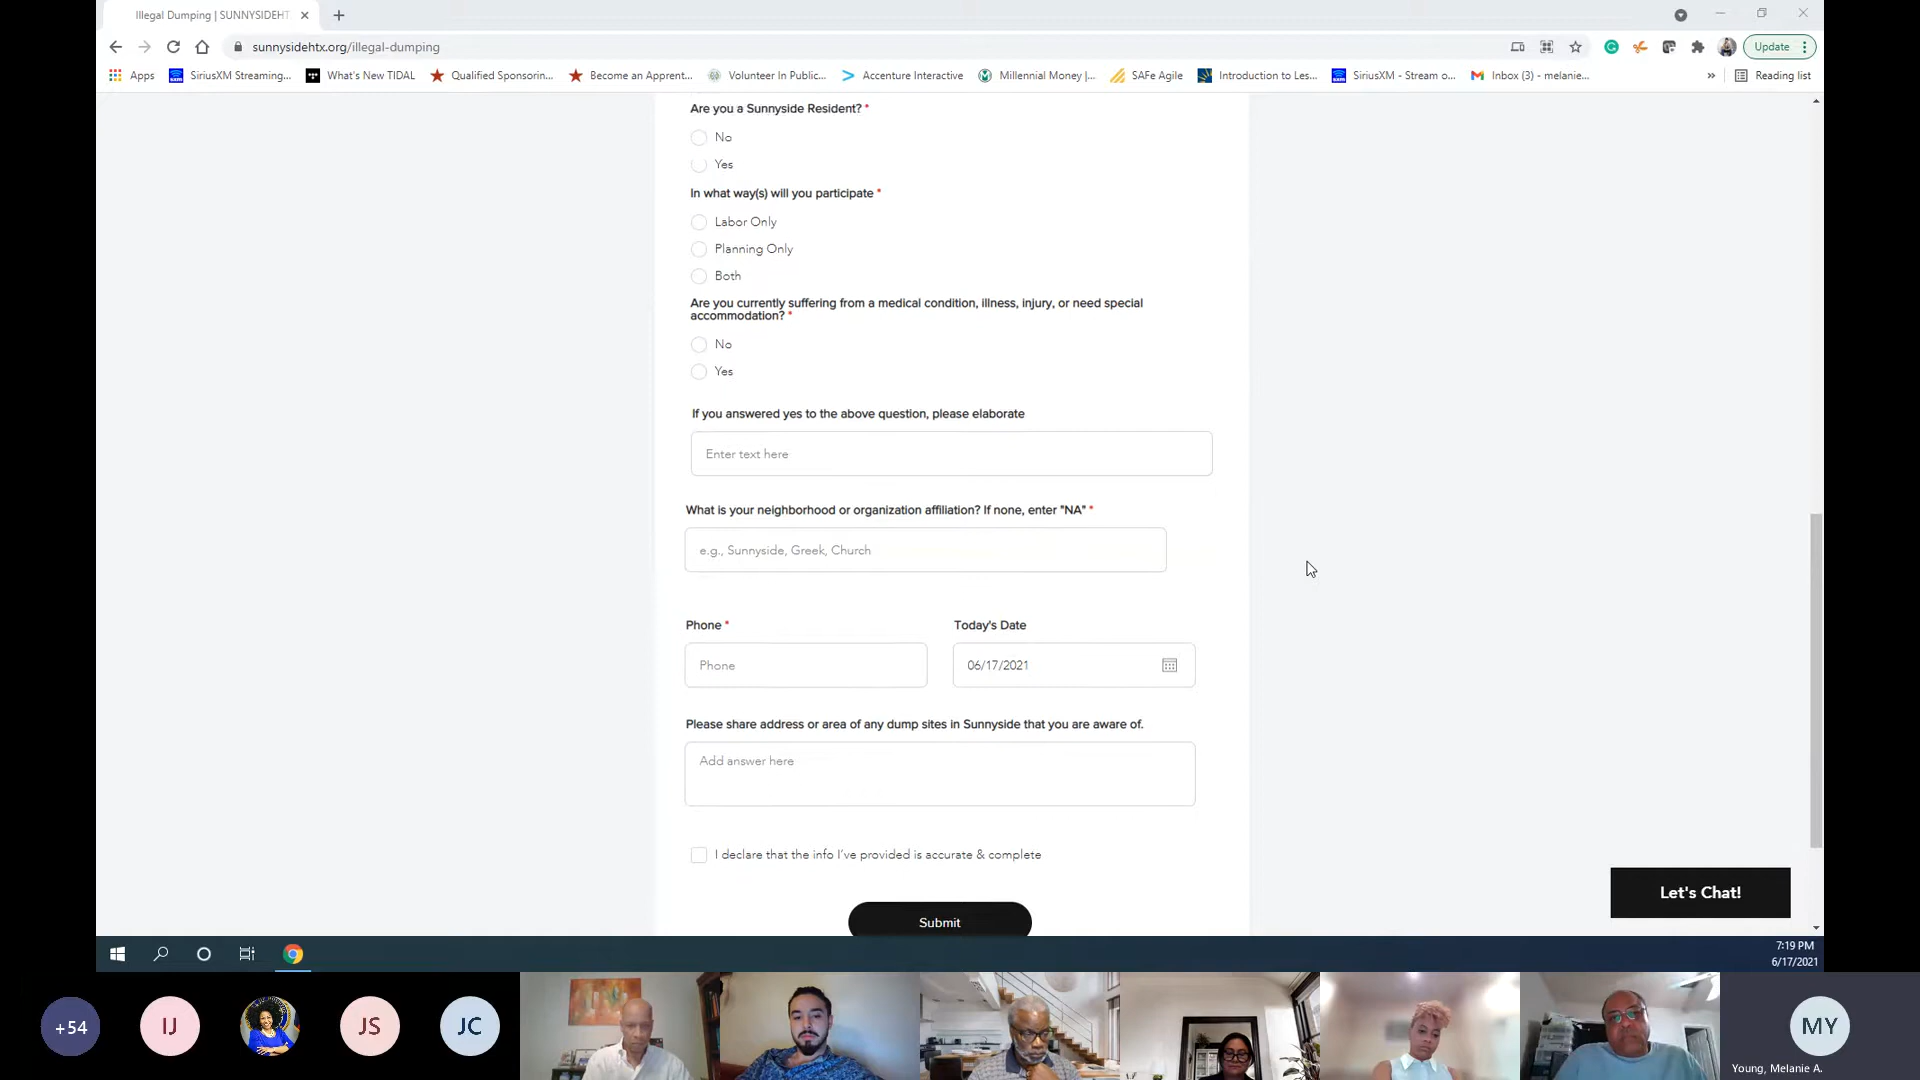 Illegal Dumping | SUNNYSIDEHT
sunnysidehtx.org/illegal-dumping
Update
Apps
SiriusXM Streaming...
What's New TIDAL
Qualified Sponsorin...
Become an Apprent...
Volunteer In Public...
Accenture Interactive
Millennial Money |...
SAFe Agile
Introduction to Les...
SiriusXM - Stream o...
Inbox (3) - melanie...
»
Reading list
Are you a Sunnyside Resident? *
No
Yes
In what way(s) will you participate *
Labor Only
Planning Only
Both
Are you currently suffering from a medical condition, illness, injury, or need special
accommodation? *
No
Yes
If you answered yes to the above question, please elaborate
Enter text here
What is your neighborhood or organization affiliation? If none, enter "NA" *
e.g., Sunnyside, Greek, Church
Phone *
Today's Date
Phone
06/17/2021
Please share address or area of any dump sites in Sunnyside that you are aware of.
Add answer here
I declare that the info I've provided is accurate & complete
Let's Chat!
Submit
7:19 PM
6/17/2021
+54
IJ
JS
JC
MY
Young, Melanie A.